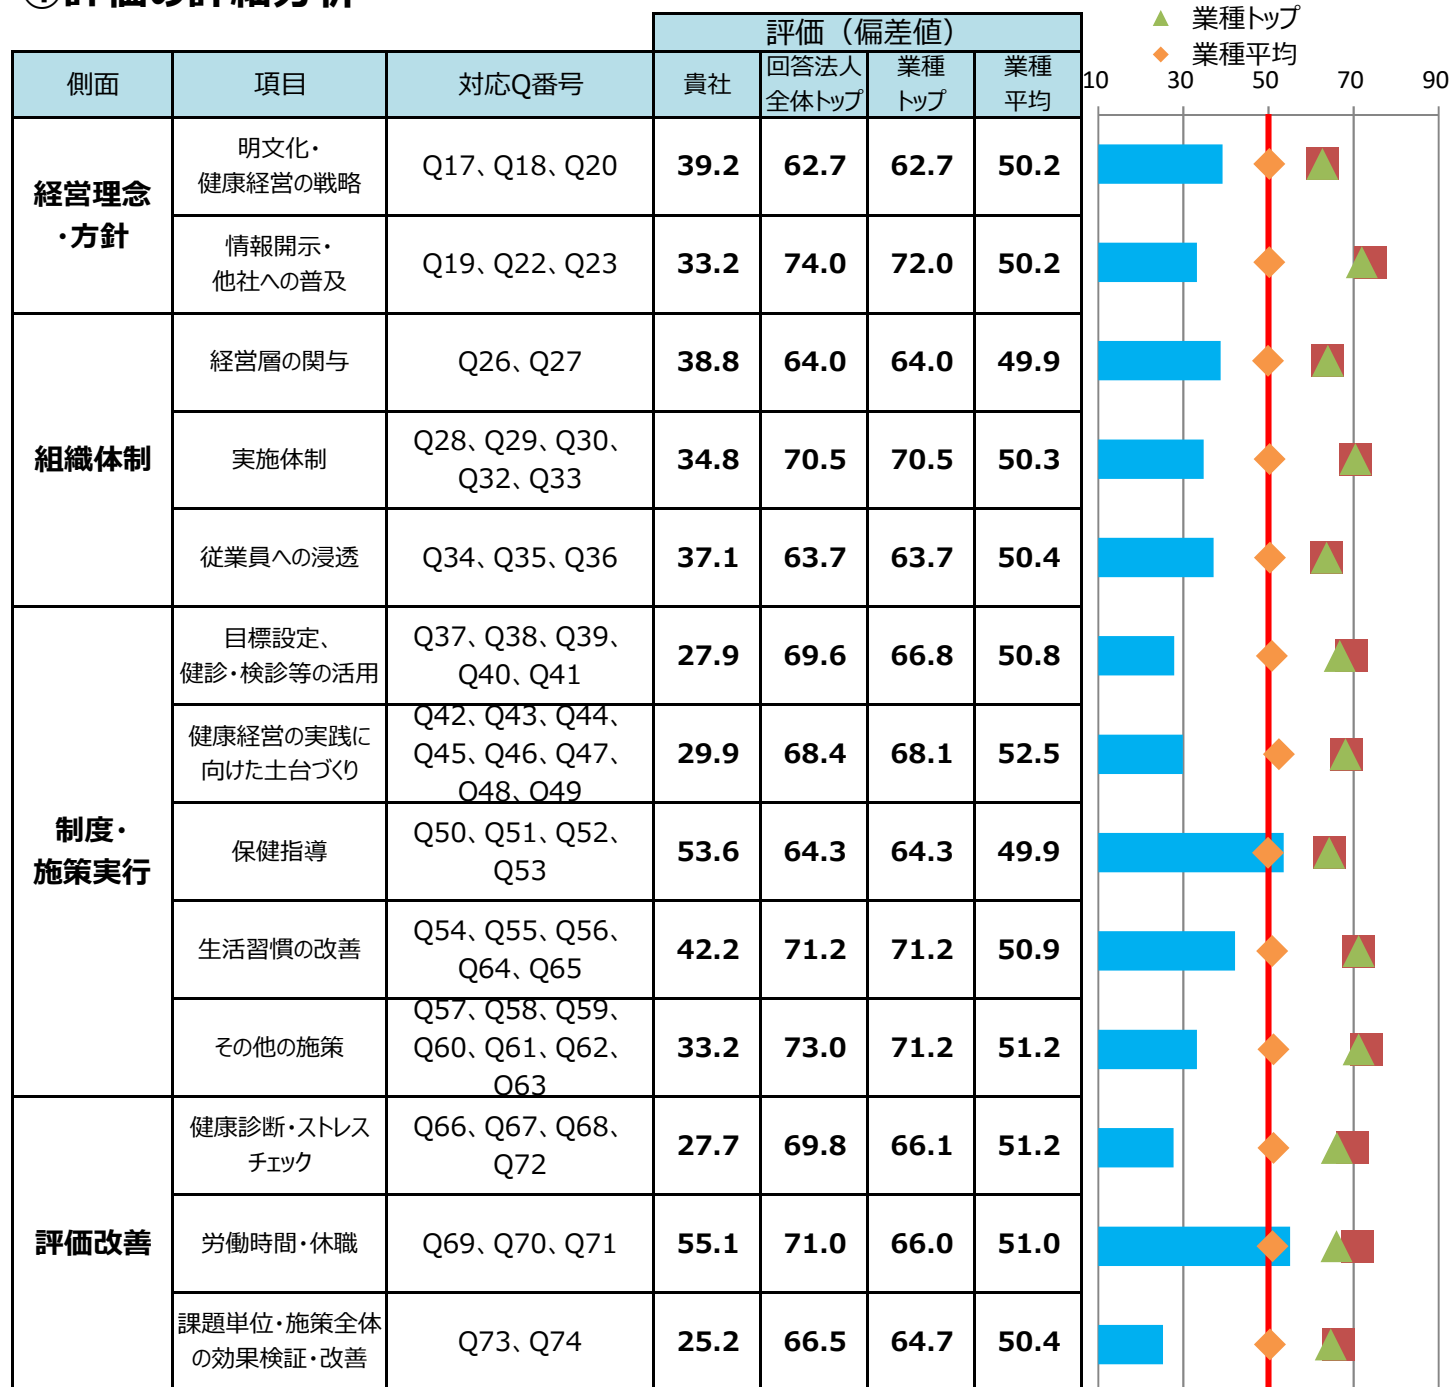 ①評価の詳細分析
業種トップ
業種平均
評価（偏差値）
側面 項目 対応Q番号 貴社 回答法人全体トップ 業種トップ 業種平均
10 30 50 70 90
経営理念
・方針
明文化・
健康経営の戦略
Q17、Q18、Q20
39.2 62.7 62.7 50.2
情報開示・
他社への普及
Q19、Q22、Q23
33.2 74.0 72.0 50.2
組織体制
経営層の関与
Q26、Q27
38.8 64.0 64.0 49.9
実施体制
Q28、Q29、Q30、
Q32、Q33
34.8 70.5 70.5 50.3
従業員への浸透
Q34、Q35、Q36
37.1 63.7 63.7 50.4
制度・
施策実行
目標設定、
健診・検診等の活用
Q37、Q38、Q39、
Q40、Q41
27.9 69.6 66.8 50.8
健康経営の実践に
向けた土台づくり
Q42、Q43、Q44、
Q45、Q46、Q47、
Q48、Q49
29.9 68.4 68.1 52.5
保健指導
Q50、Q51、Q52、
Q53
53.6 64.3 64.3 49.9
生活習慣の改善
Q54、Q55、Q56、
Q64、Q65
42.2 71.2 71.2 50.9
その他の施策
Q57、Q58、Q59、
Q60、Q61、Q62、
Q63
33.2 73.0 71.2 51.2
評価改善
健康診断・ストレス
チェック
Q66、Q67、Q68、
Q72
27.7 69.8 66.1 51.2
労働時間・休職
Q69、Q70、Q71
55.1 71.0 66.0 51.0
課題単位・施策全体
の効果検証・改善
Q73、Q74
25.2 66.5 64.7 50.4